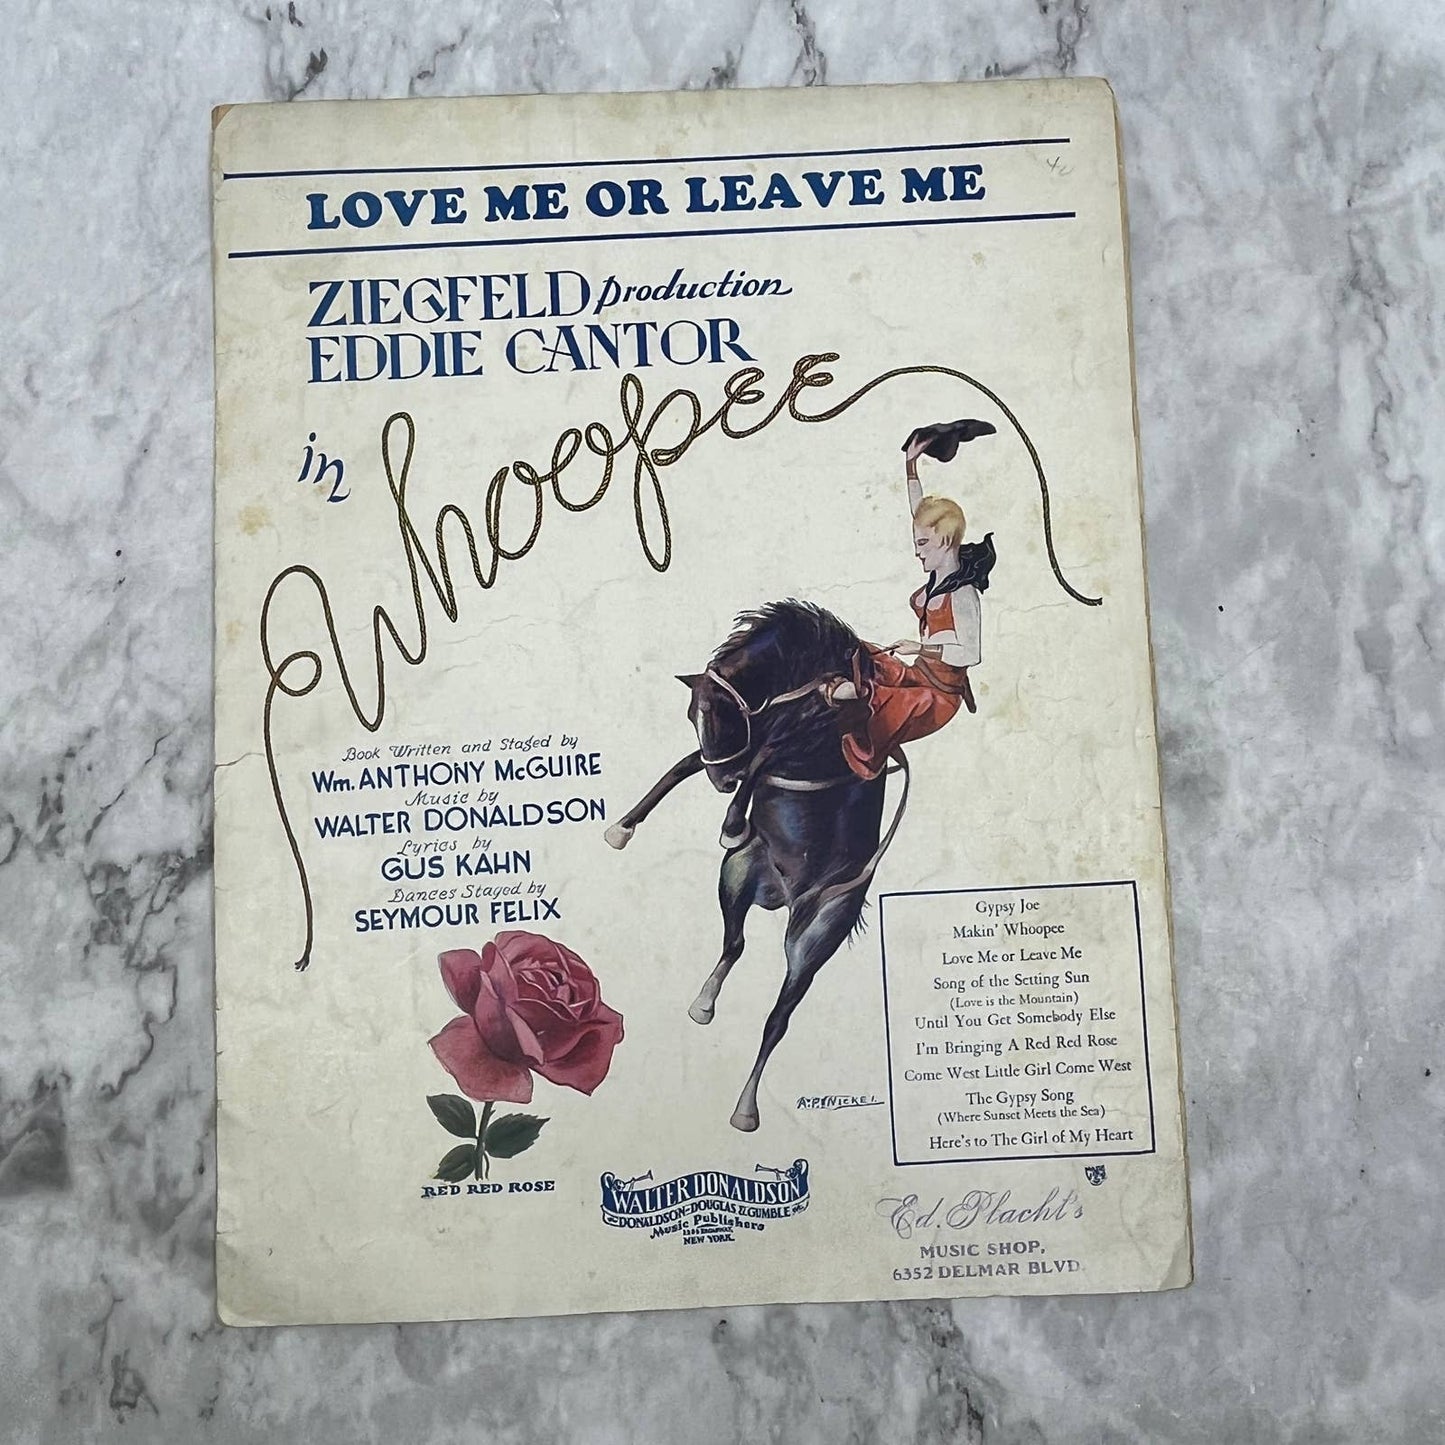 LOVE ME OR LEAVE ME
ZIEGFELD production
EDDIE CANTOR
in Whoopee
Book Written and Staged by
Wm. ANTHONY McGUIRE
Music by
WALTER DONALDSON
Lyrics by
GUS KAHN
Dances Staged by
SEYMOUR FELIX
RED RED ROSE
Gypsy Joe
Makin' Whoopee
Love Me or Leave Me
Song of the Setting Sun
(Love is the Mountain)
Until You Get Somebody Else
I'm Bringing A Red Red Rose
Come West Little Girl Come West
The Gypsy Song
(Where Sunset Meets the Sea)
Here's to The Girl of My Heart
WALTER DONALDSON
DONALDSON-DOUGLAS & GUMBLE INC.
Music Publishers
BROADWAY,
NEW YORK.
Ed. Placht's
MUSIC SHOP,
6352 DELMAR BLVD.